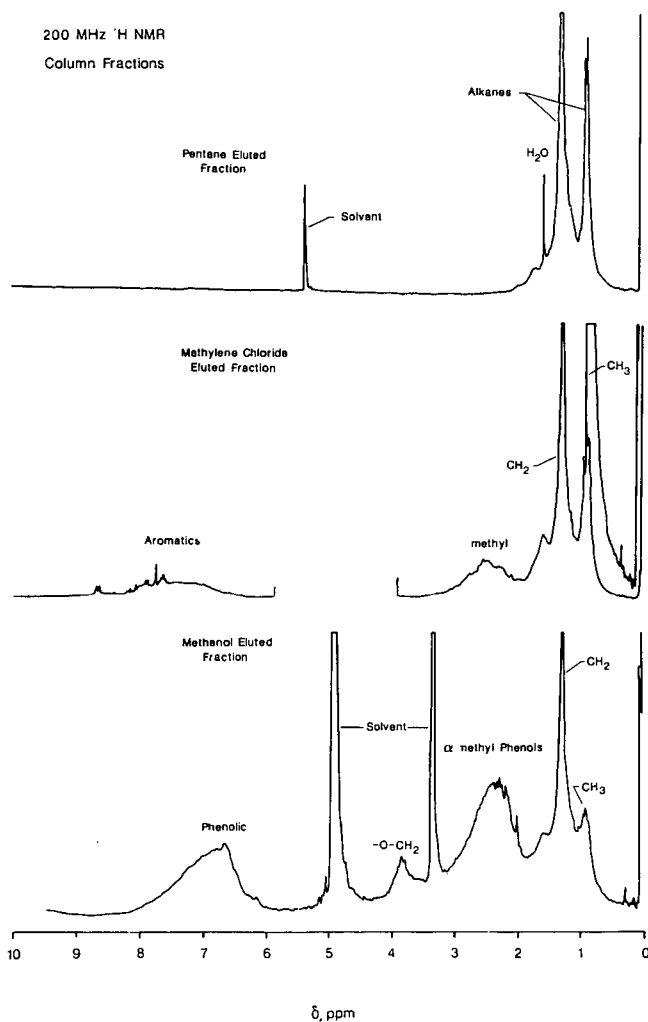 200 MHz ¹H NMR
Column Fractions
Alkanes
H₂O
Pentane Eluted
Fraction
Solvent
Methylene Chloride
Eluted Fraction
CH₃
CH₂
Aromatics
methyl
Methenol Eluted
Fraction
CH₂
Solvent
α methyl Phenols
CH₃
Phenolic
-O-CH₂
10 9 8 7 6 5 4 3 2 1 0
δ, ppm